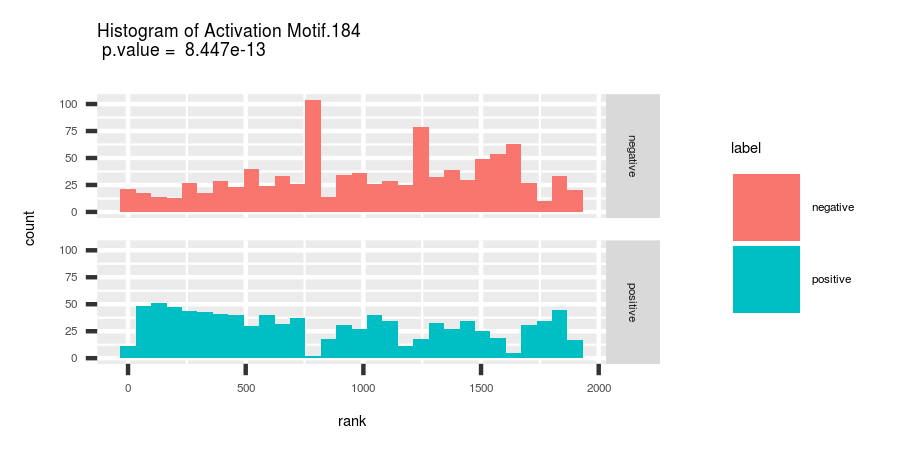 Histogram of Activation Motif.184
p.value =  8.447e-13
100
75
50
25
0
negative
100
75
50
25
0
positive
0 500 1000 1500 2000
rank
count
label
negative
positive